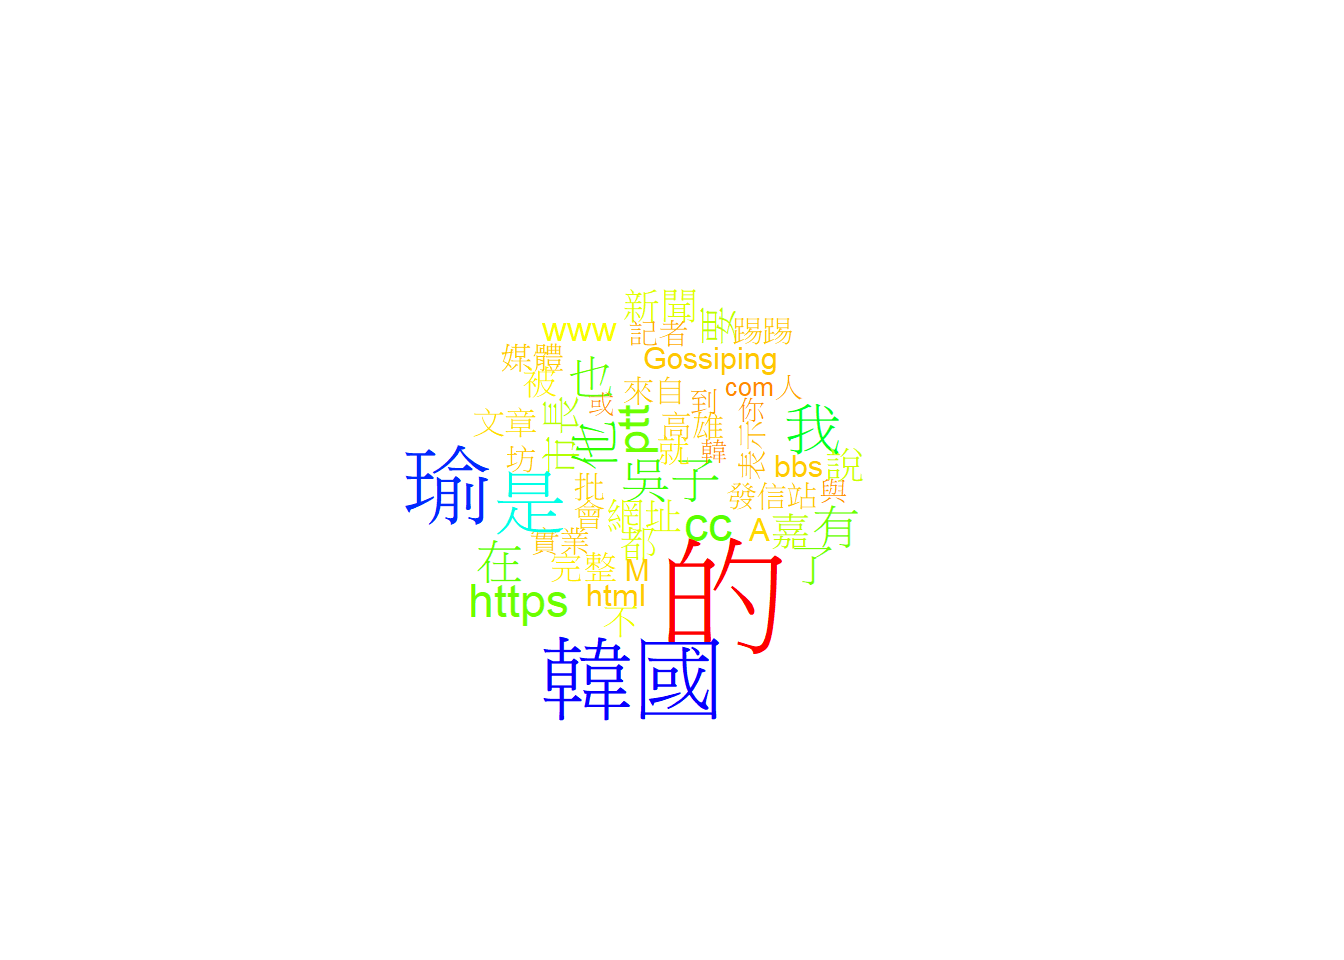 新聞
www
記者
要
踢踢
媒體
Gossiping
被
也
來自
com
人
或
到
你
文章
市長
他
ptt
高雄
我
就
韓
表示
坊
瑜
是
批
吳子
bbs
說
發信站
與
會
網址
cc
A
嘉
有
實業
都
在
完整
M
的
了
https
html
不
韓國